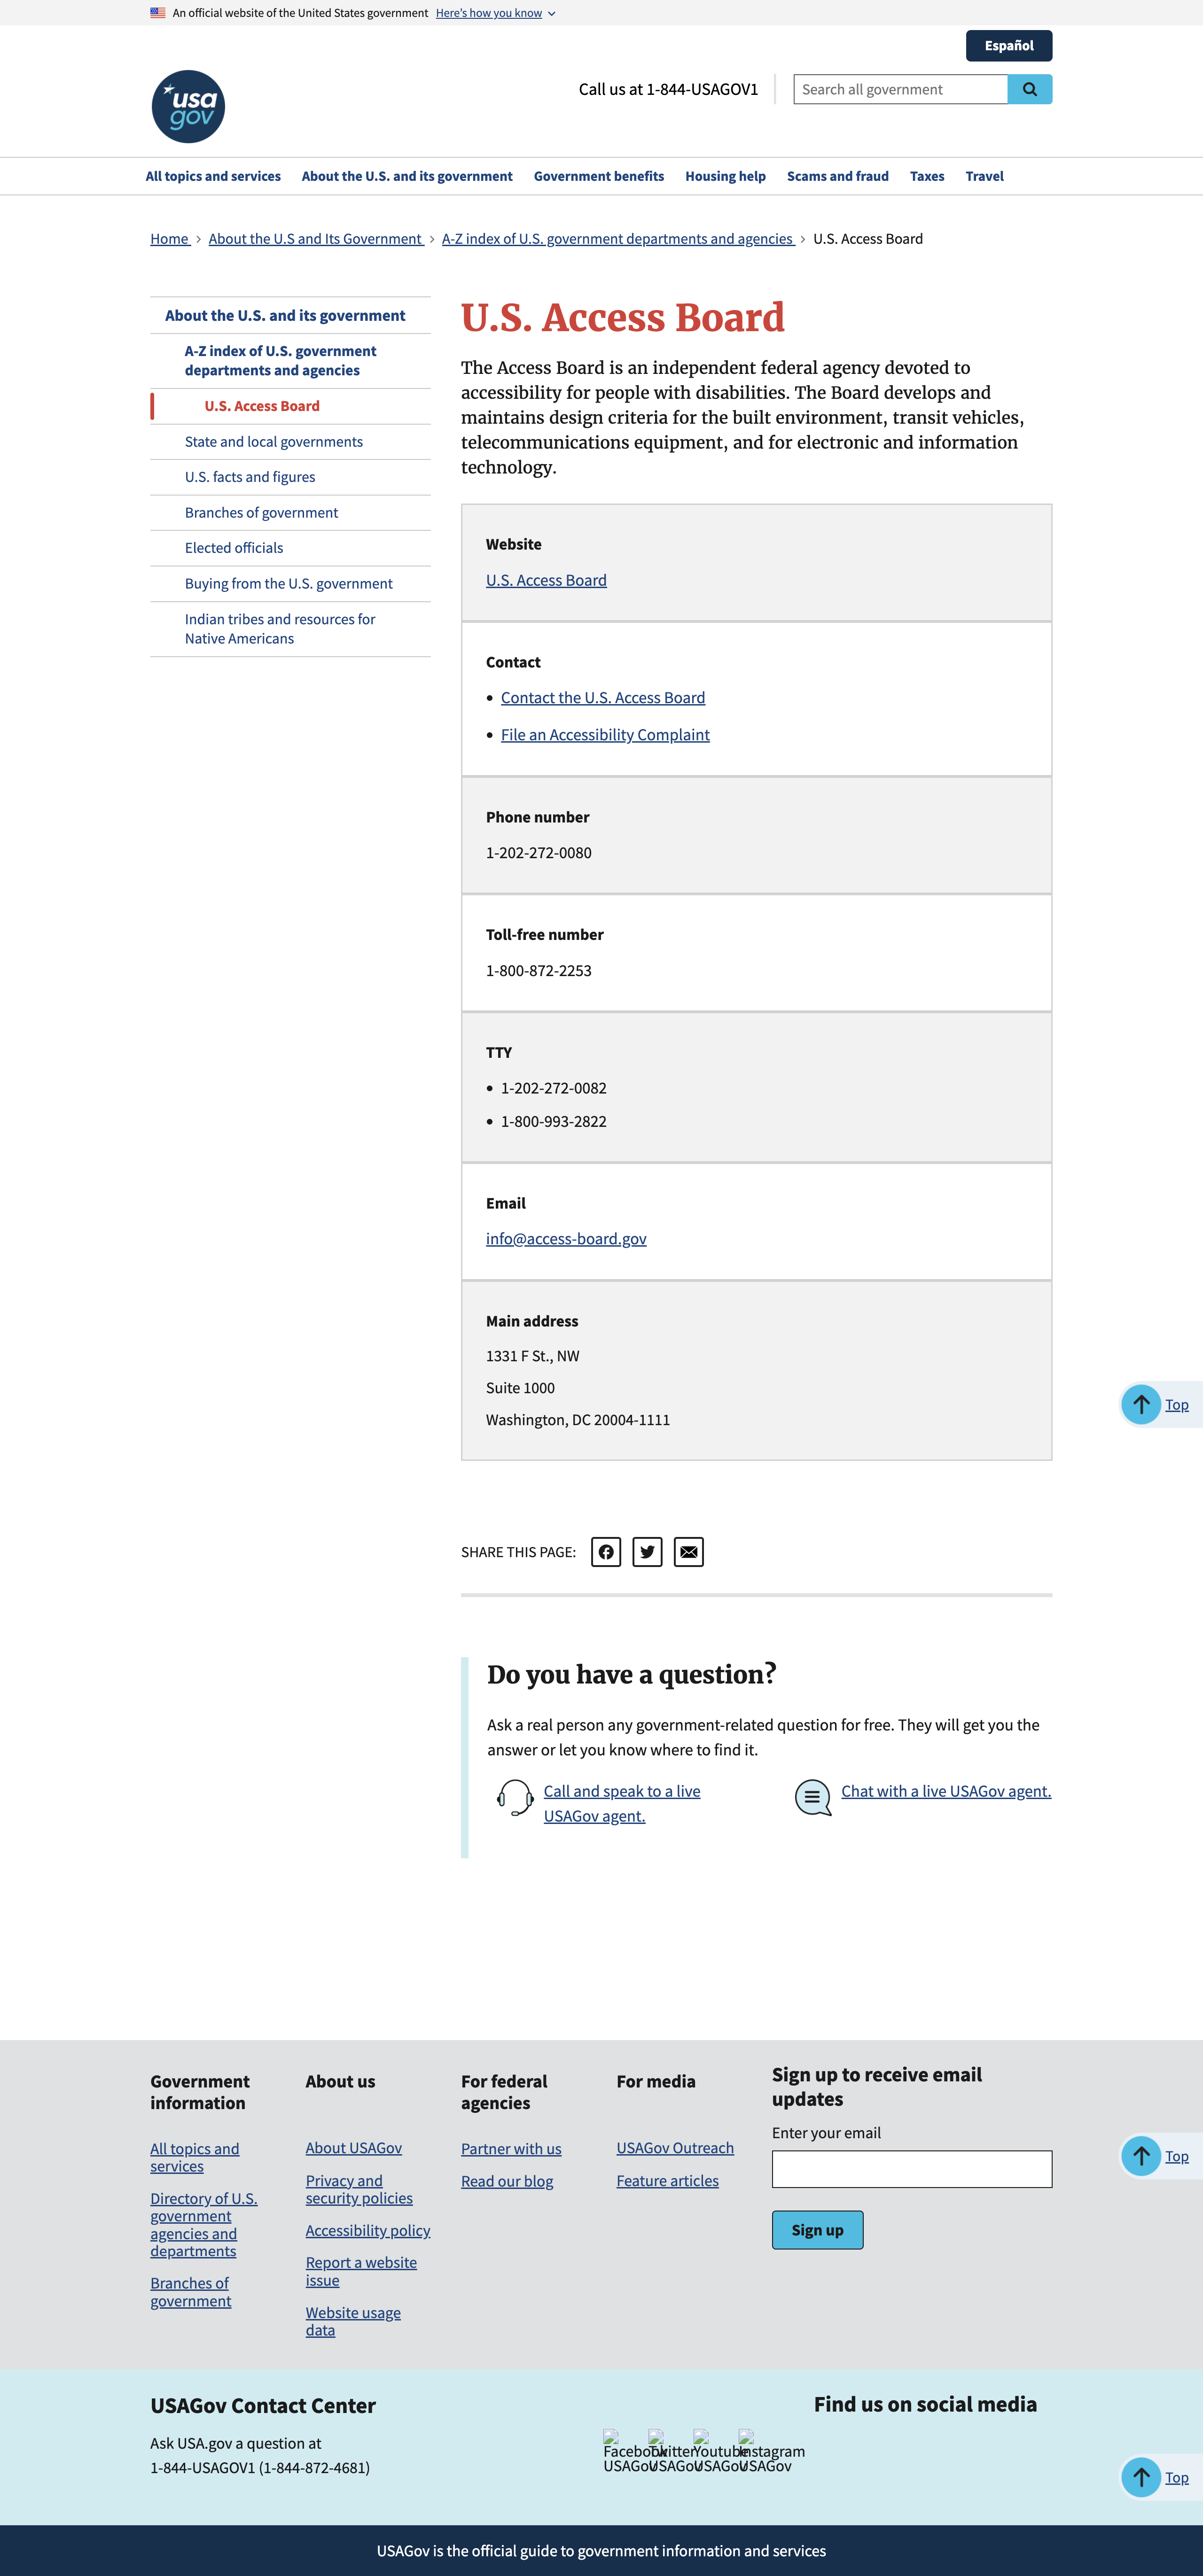 An official website of the United States government Here's how you know
Español
usa
gov
Call us at 1-844-USAGOV1
Search all government
All topics and services About the U.S. and its government Government benefits Housing help Scams and fraud Taxes Travel
Home About the U.S and Its Government A-Z index of U.S. government departments and agencies U.S. Access Board
About the U.S. and its government
A-Z index of U.S. government
departments and agencies
U.S. Access Board
State and local governments
U.S. facts and figures
Branches of government
Elected officials
Buying from the U.S. government
Indian tribes and resources for
Native Americans
U.S. Access Board
The Access Board is an independent federal agency devoted to
accessibility for people with disabilities. The Board develops and
maintains design criteria for the built environment, transit vehicles,
telecommunications equipment, and for electronic and information
technology.
Website
U.S. Access Board
Contact
• Contact the U.S. Access Board
• File an Accessibility Complaint
Phone number
1-202-272-0080
Toll-free number
1-800-872-2253
TTY
• 1-202-272-0082
• 1-800-993-2822
Email
info@access-board.gov
Main address
1331 F St., NW
Suite 1000
Washington, DC 20004-1111
Top
SHARE THIS PAGE:
Do you have a question?
Ask a real person any government-related question for free. They will get you the
answer or let you know where to find it.
Call and speak to a live
USAGov agent.
Chat with a live USAGov agent.
Government
information
All topics and
services
Directory of U.S.
government
agencies and
departments
Branches of
government
About us
About USAGov
Privacy and
security policies
Accessibility policy
Report a website
issue
Website usage
data
For federal
agencies
Partner with us
Read our blog
For media
USAGov Outreach
Feature articles
Sign up to receive email
updates
Enter your email
Sign up
Top
USAGov Contact Center
Ask USA.gov a question at
1-844-USAGOV1 (1-844-872-4681)
Find us on social media
Facebook Twitter Youtube Instagram
USAGov USAGov USAGov USAGov
Top
USAGov is the official guide to government information and services